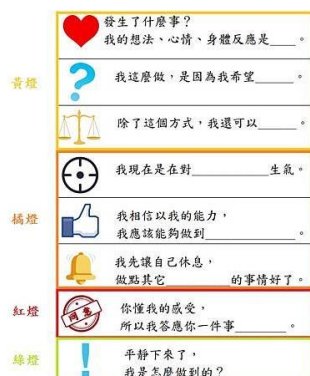 發生了什麼事？
我的想法、心情、身體反應是____。
黃燈
我這麼做，是因為我希望______。
除了這個方式，我還可以______。
我現在是在對__________生氣。
橘燈
我相信以我的能力，
我應該能夠做到______________。
我先讓自己休息，
做點其它________的事情好了。
紅燈
同意
你懂我的感受，
所以我答應你一件事________。
綠燈
平靜下來了，
我是怎麼做到的？